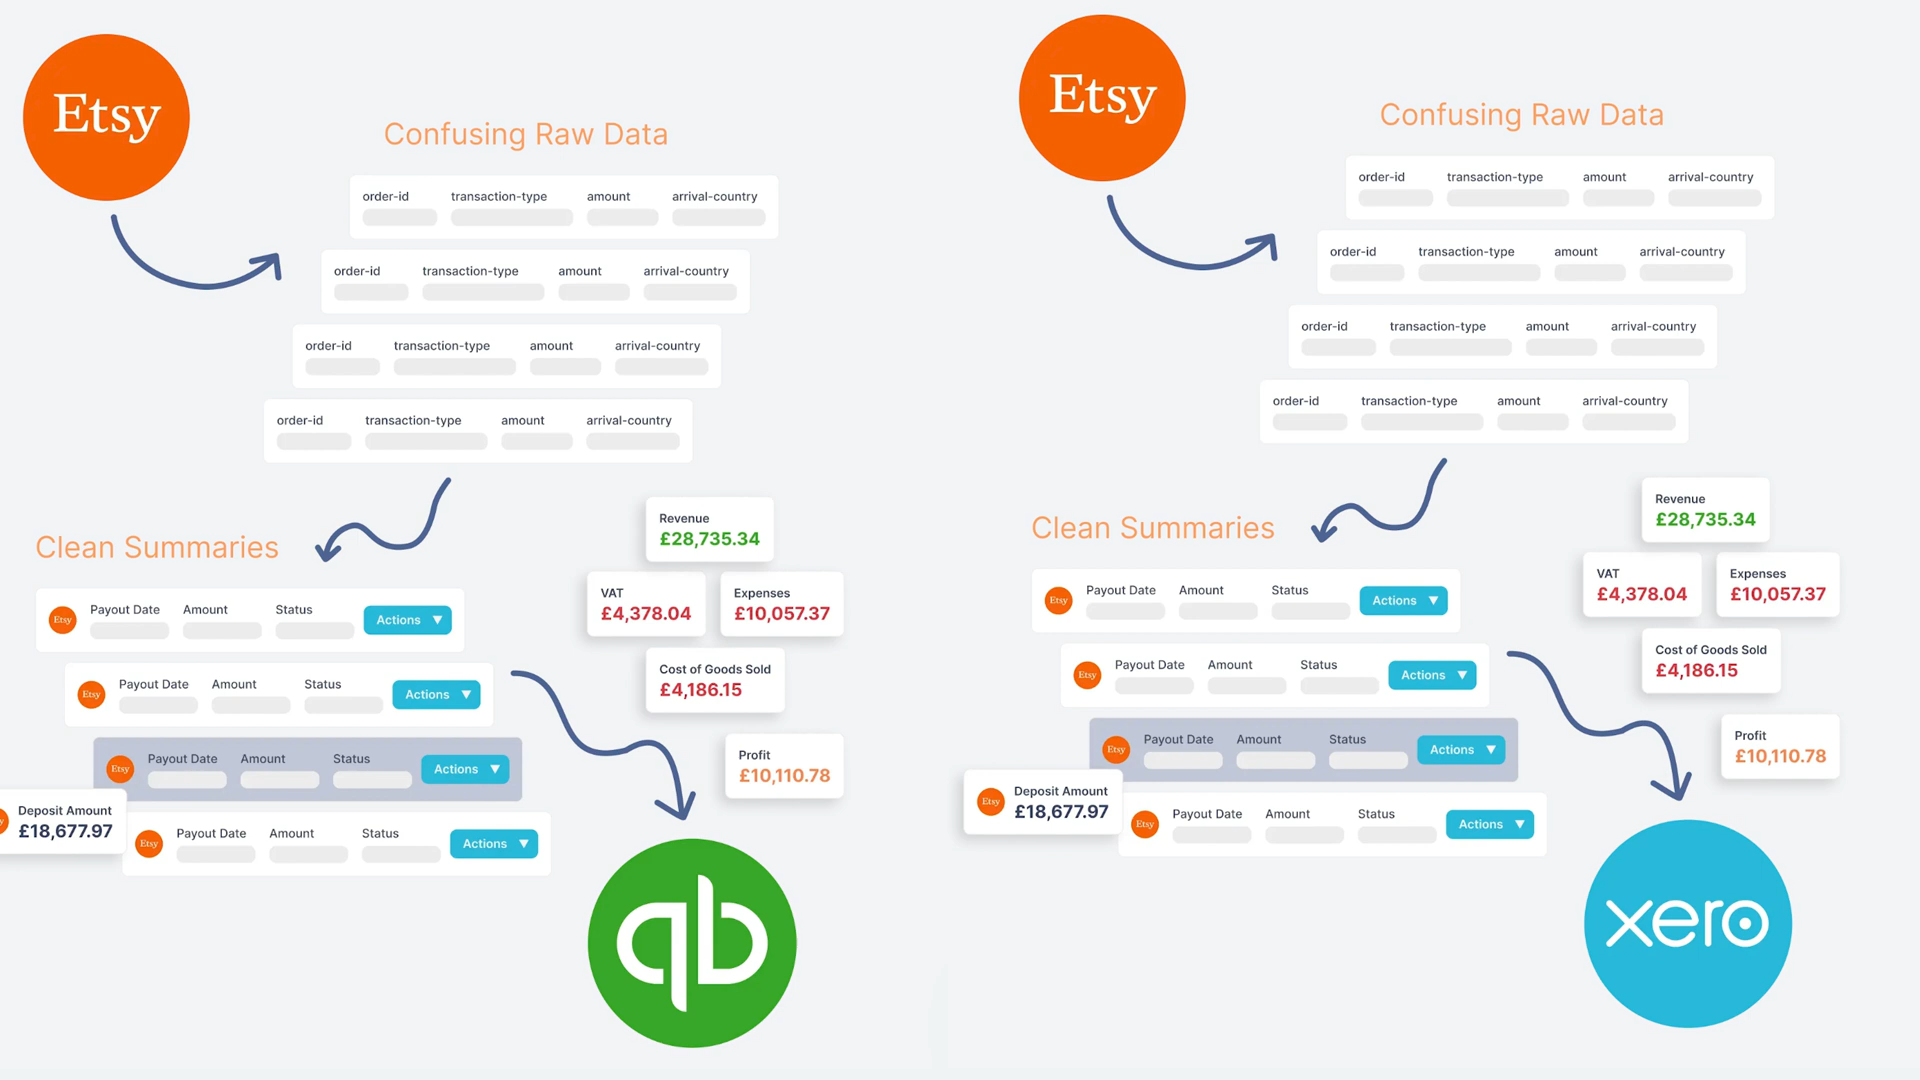 Etsy
Confusing Raw Data
order-id transaction-type amount arrival-country
order-id transaction-type amount arrival-country
order-id transaction-type amount arrival-country
order-id transaction-type amount arrival-country
Clean Summaries
Etsy Payout Date Amount Status Actions
Etsy Payout Date Amount Status Actions
Etsy Payout Date Amount Status Actions
Deposit Amount
£18,677.97
Etsy Payout Date Amount Status Actions
Revenue
£28,735.34
VAT
£4,378.04
Expenses
£10,057.37
Cost of Goods Sold
£4,186.15
Profit
£10,110.78
qb
Etsy
Confusing Raw Data
order-id transaction-type amount arrival-country
order-id transaction-type amount arrival-country
order-id transaction-type amount arrival-country
order-id transaction-type amount arrival-country
Clean Summaries
Etsy Payout Date Amount Status Actions
Etsy Payout Date Amount Status Actions
Etsy Payout Date Amount Status Actions
Etsy Deposit Amount
£18,677.97
Etsy Payout Date Amount Status Actions
Revenue
£28,735.34
VAT
£4,378.04
Expenses
£10,057.37
Cost of Goods Sold
£4,186.15
Profit
£10,110.78
xero